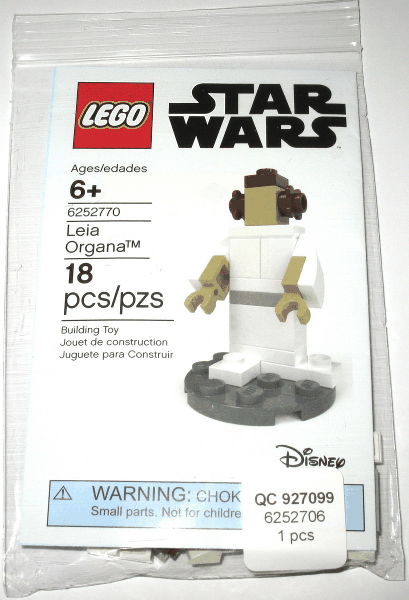 LEGO
STAR
WARS
Ages/edades
6+
6252770
Leia
Organa™
18
pcs/pzs
Building Toy
Jouet de construction
Juguete para Construir
Disney
WARNING: CHOK
Small parts. Not for childre
QC 927099
6252706
1 pcs